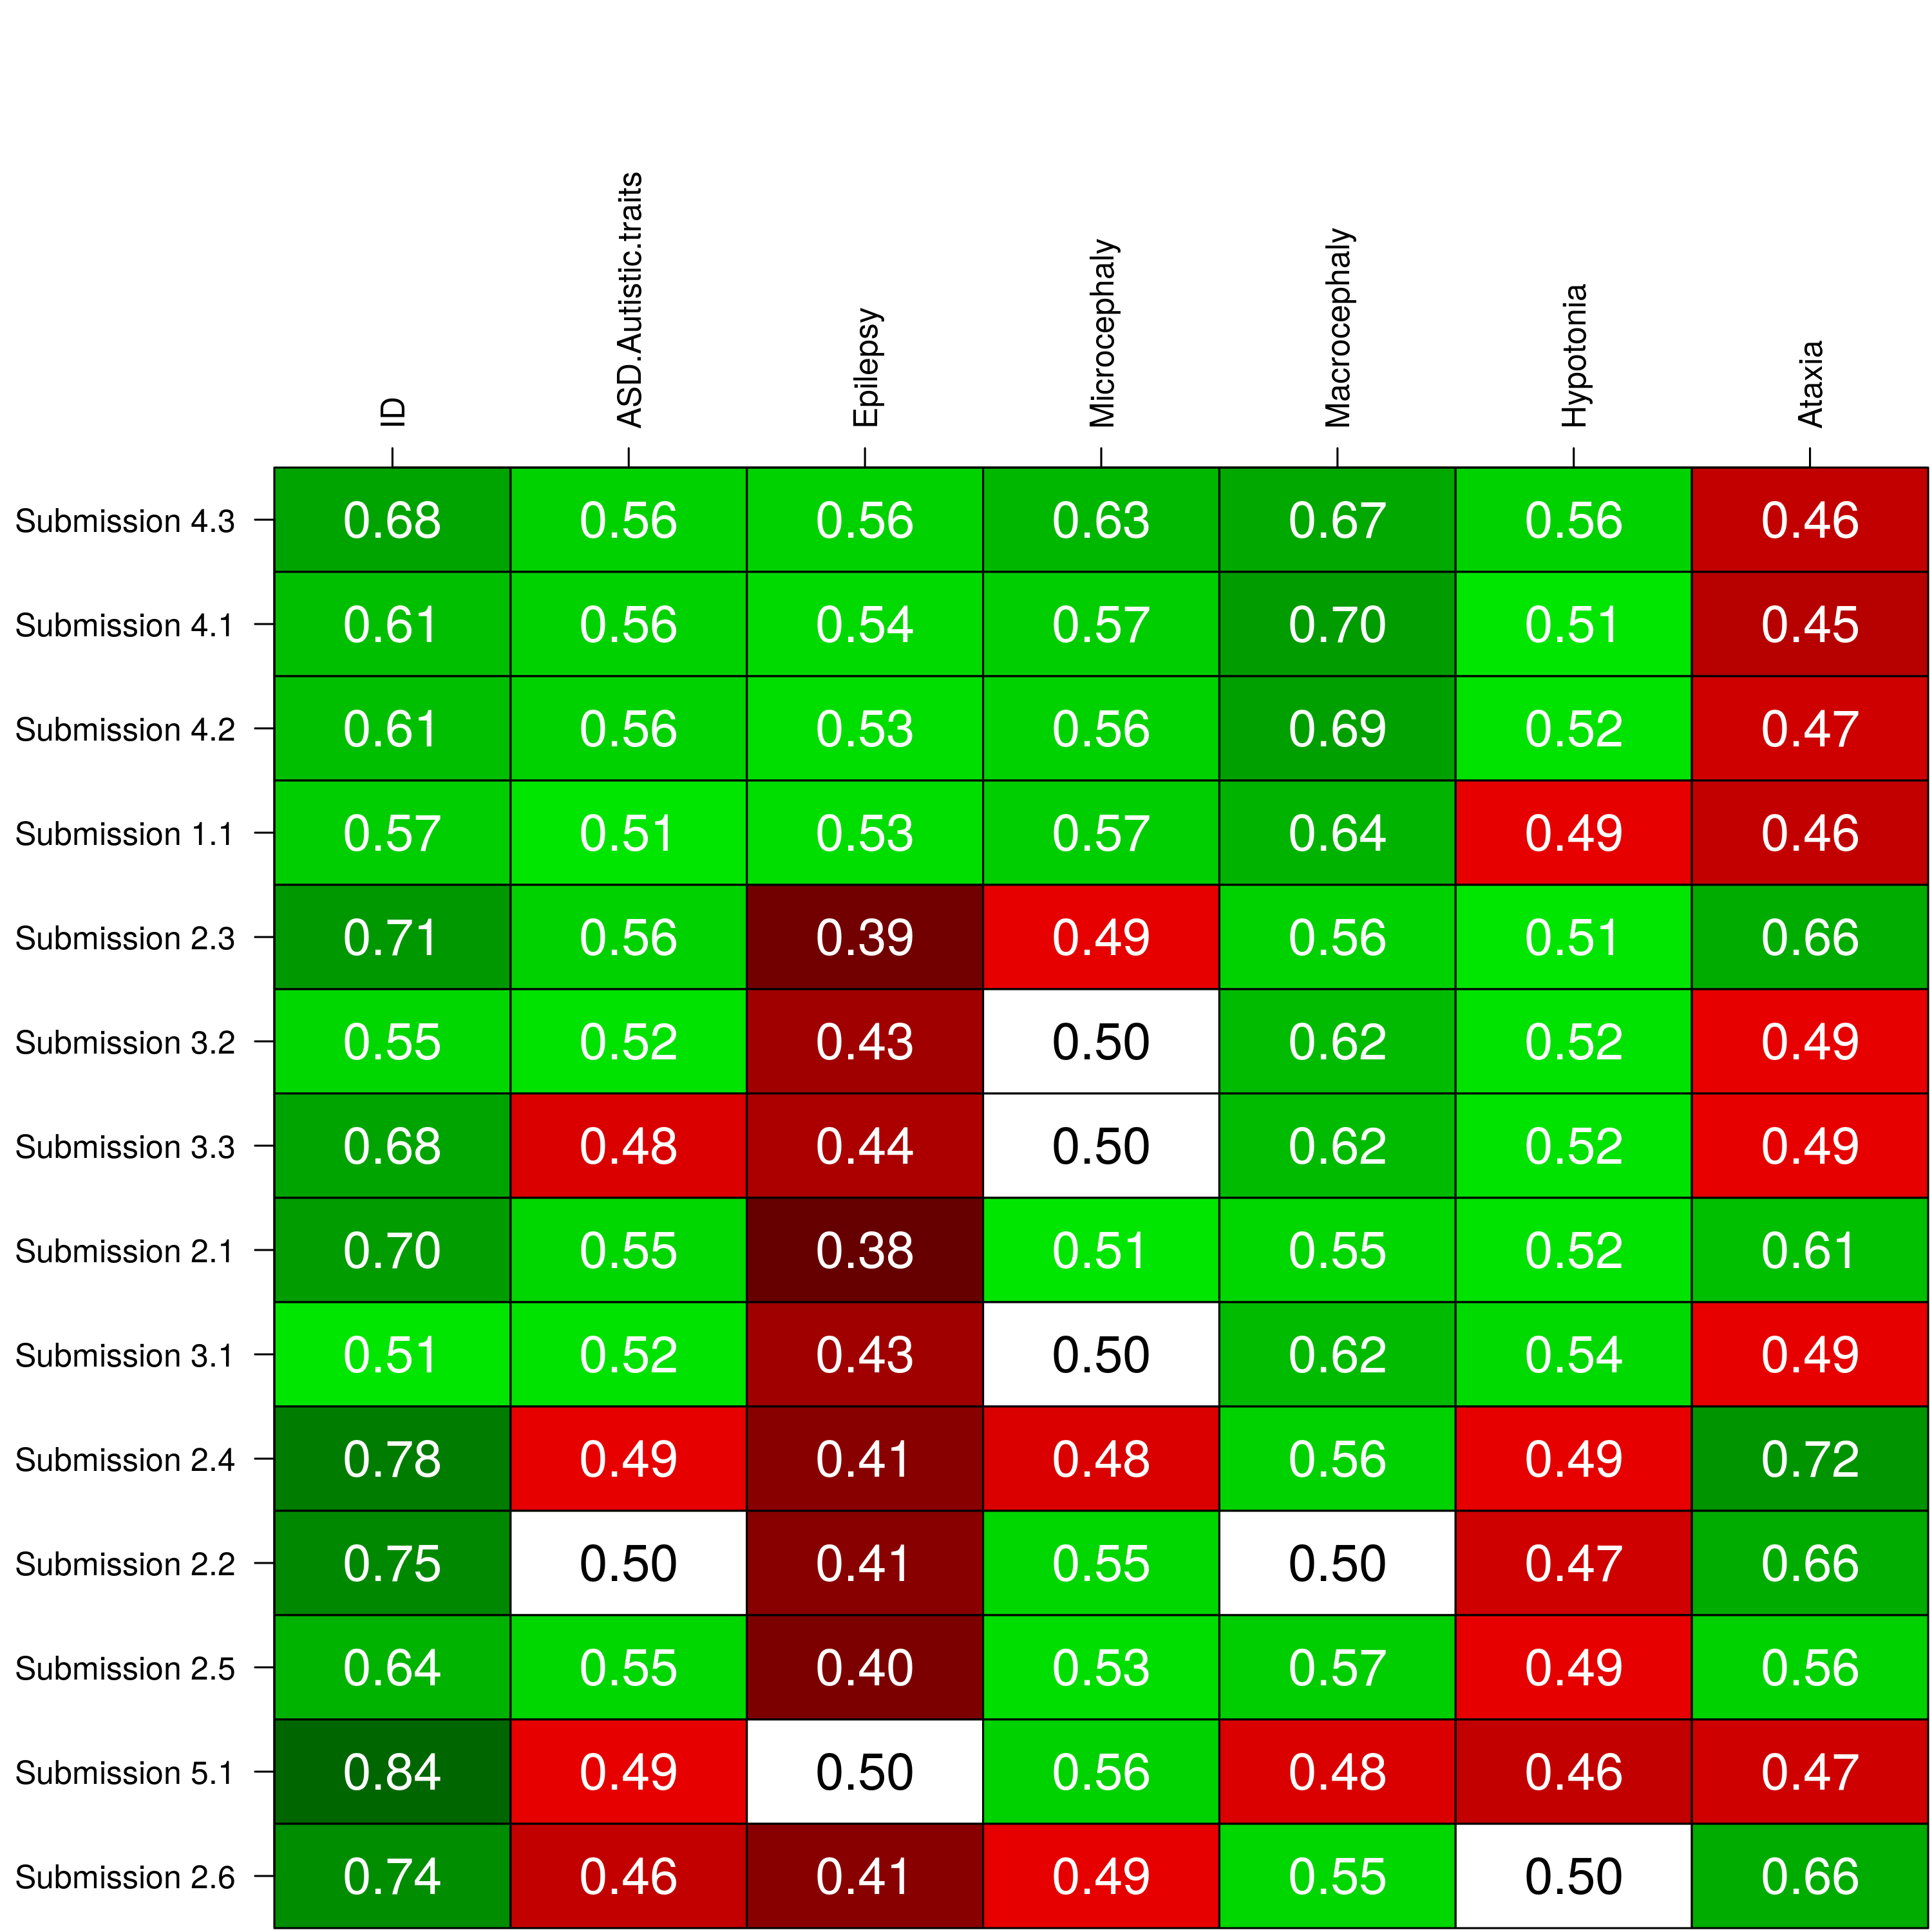 ID ASD.Autistic.traits Epilepsy Microcephaly Macrocephaly Hypotonia Ataxia
Submission 4.3 0.68 0.56 0.56 0.63 0.67 0.56 0.46
Submission 4.1 0.61 0.56 0.54 0.57 0.70 0.51 0.45
Submission 4.2 0.61 0.56 0.53 0.56 0.69 0.52 0.47
Submission 1.1 0.57 0.51 0.53 0.57 0.64 0.49 0.46
Submission 2.3 0.71 0.56 0.39 0.49 0.56 0.51 0.66
Submission 3.2 0.55 0.52 0.43 0.50 0.62 0.52 0.49
Submission 3.3 0.68 0.48 0.44 0.50 0.62 0.52 0.49
Submission 2.1 0.70 0.55 0.38 0.51 0.55 0.52 0.61
Submission 3.1 0.51 0.52 0.43 0.50 0.62 0.54 0.49
Submission 2.4 0.78 0.49 0.41 0.48 0.56 0.49 0.72
Submission 2.2 0.75 0.50 0.41 0.55 0.50 0.47 0.66
Submission 2.5 0.64 0.55 0.40 0.53 0.57 0.49 0.56
Submission 5.1 0.84 0.49 0.50 0.56 0.48 0.46 0.47
Submission 2.6 0.74 0.46 0.41 0.49 0.55 0.50 0.66